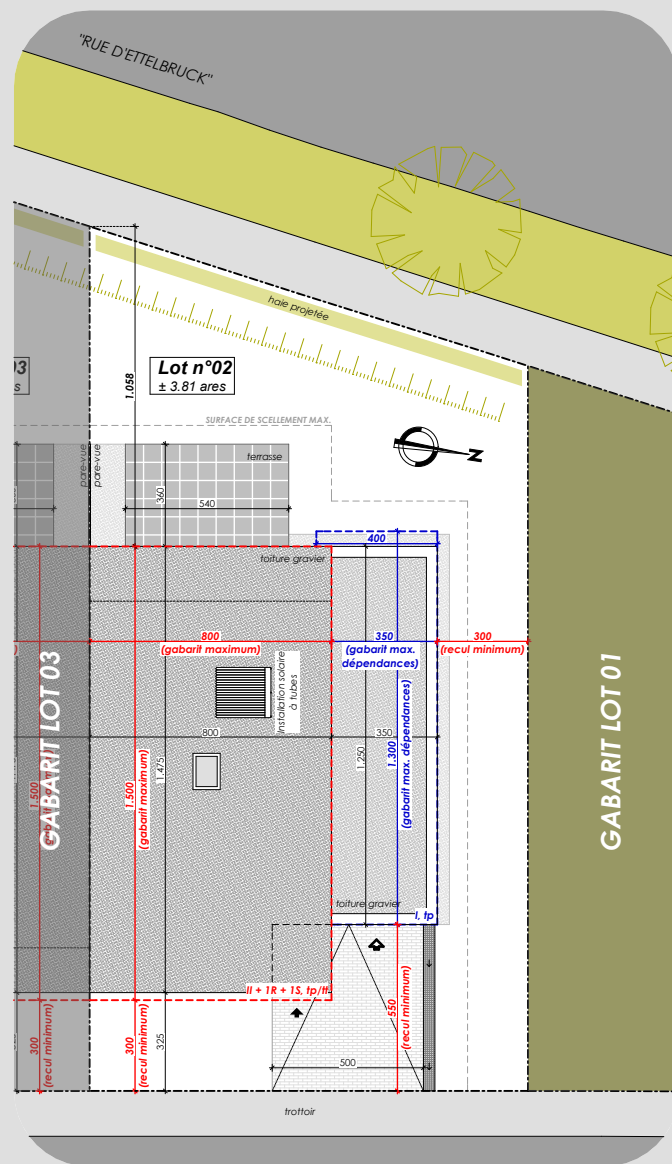 "RUE D'ETTELBRUCK"
haie projetée
03
s
Lot n°02
± 3.81 ares
1.058
SURFACE DE SCELLEMENT MAX.
N
pare-vue
pare-vue
terrasse
360
540
400
toiture gravier
800
(gabarit maximum)
350
(gabarit max.
dépendances)
300
(recul minimum)
Installation solaire
à tubes
800
350
1.475
1.250
1.300
(gabarit max. dépendances)
1.500
(gabarit maximum)
1.500
(gabarit maximum)
GABARIT LOT 03
GABARIT LOT 01
toiture gravier
I, tp
II + 1R + 1S, tp/tt
300
(recul minimum)
300
(recul minimum)
325
550
(recul minimum)
500
trottoir